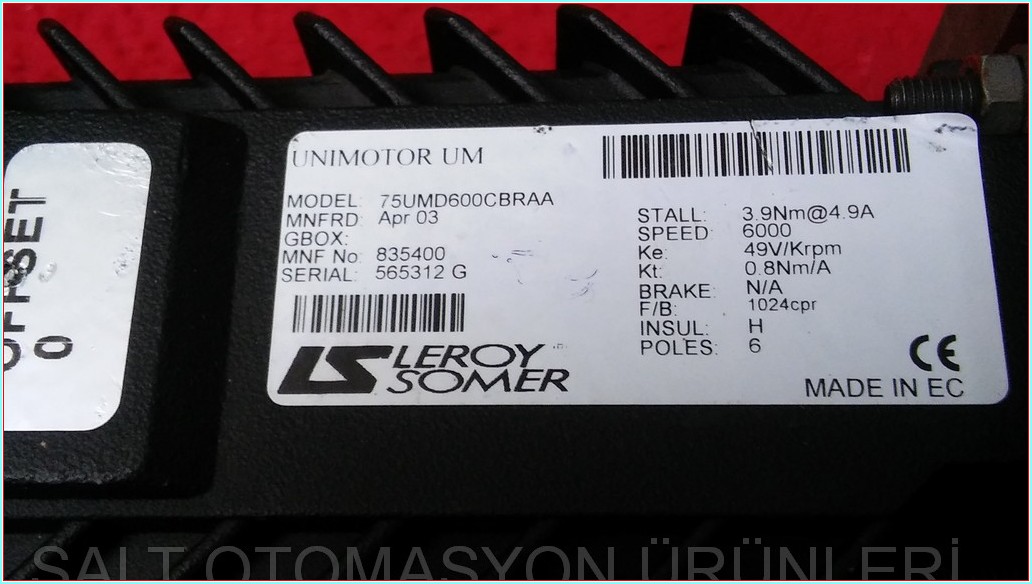 UNIMOTOR UM
MODEL: 75UMD600CBRAA
MNFRD: Apr 03
GBOX:
MNF No: 835400
SERIAL: 565312 G
LS LEROY
SOMER
STALL: 3.9Nm@4.9A
SPEED: 6000
Ke: 49V/Krpm
Kt: 0.8Nm/A
BRAKE: N/A
F/B: 1024cpr
INSUL: H
POLES: 6
CE
MADE IN EC
OFFSET
0
SALT OTOMASYON ÜRÜNLERİ